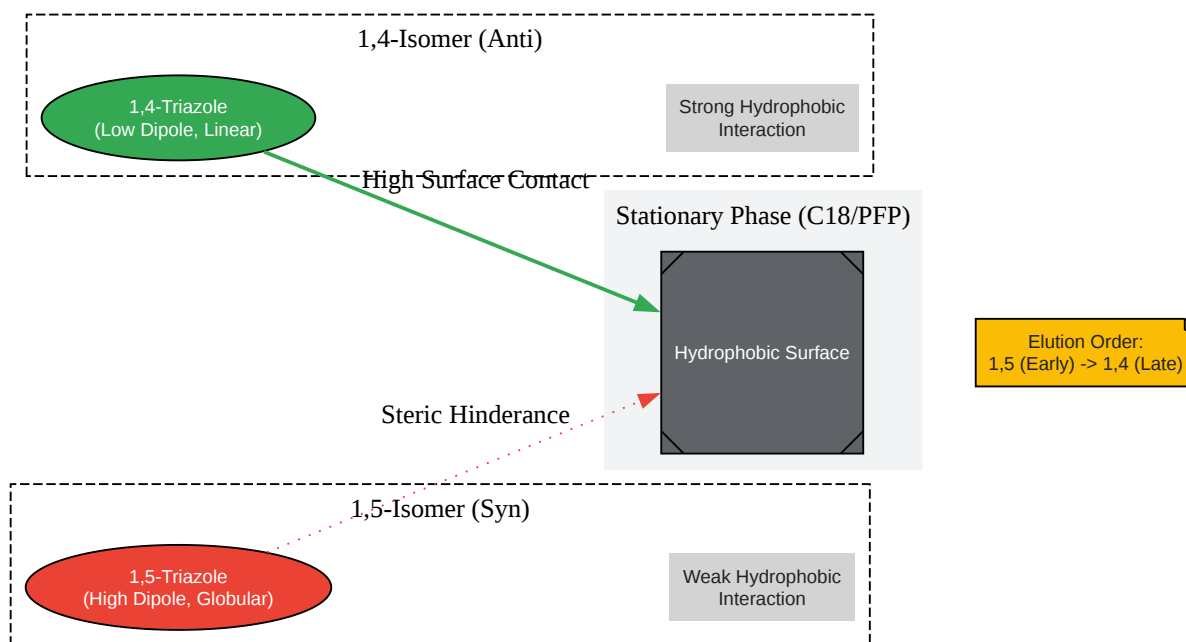 1,4-Isomer (Anti)
1,4-Triazole
(Low Dipole, Linear)
Strong Hydrophobic
Interaction
High Surface Contact
Stationary Phase (C18/PFP)
Hydrophobic Surface
Elution Order:
1,5 (Early) -> 1,4 (Late)
Steric Hinderance
1,5-Isomer (Syn)
1,5-Triazole
(High Dipole, Globular)
Weak Hydrophobic
Interaction